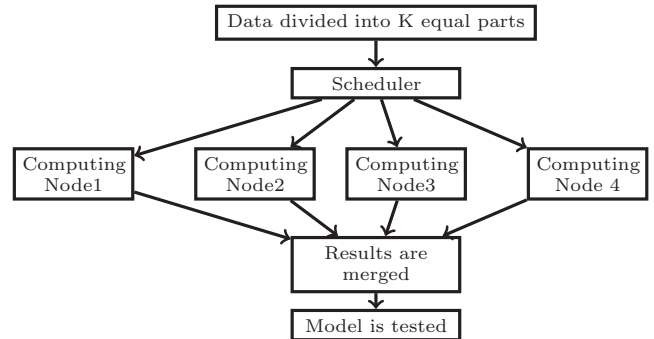 Data divided into K equal parts
Scheduler
Computing
Node1
Computing
Node2
Computing
Node3
Computing
Node 4
Results are
merged
Model is tested